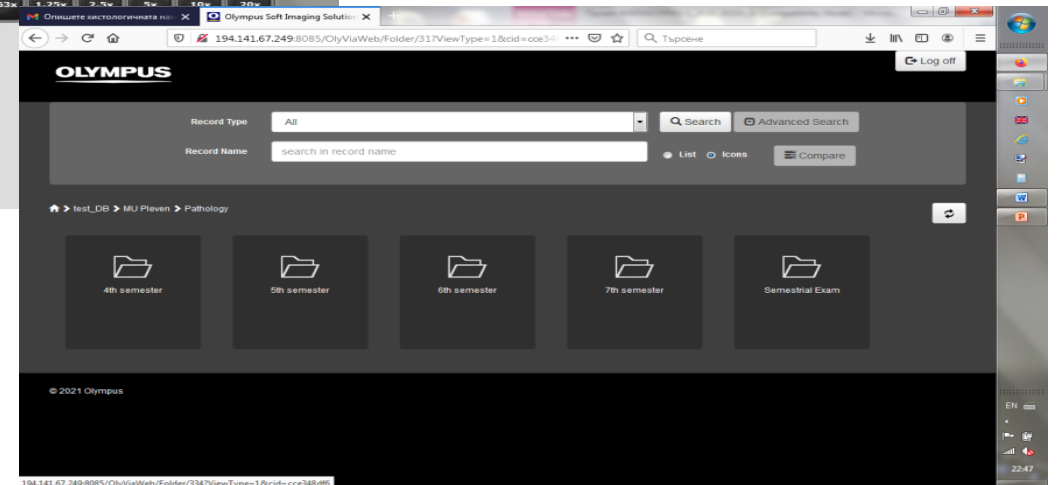 1.25x 2.5x 5x 10x 20x
Опишете хистологичната на
Olympus Soft Imaging Solution
194.141.67.249:8085/OlyViaWeb/Folder/31?ViewType=1&cid=cce34
Търсене
OLYMPUS
Log off
Record Type
All
Search
Advanced Search
Record Name
search in record name
List
Icons
Compare
test_DB > MU Pleven > Pathology
4th semester
5th semester
6th semester
7th semester
Semestrial Exam
© 2021 Olympus
EN
22:47
194.141.67.249:8085/OlyViaWeb/Folder/334?ViewType=1&cid=cce348df6